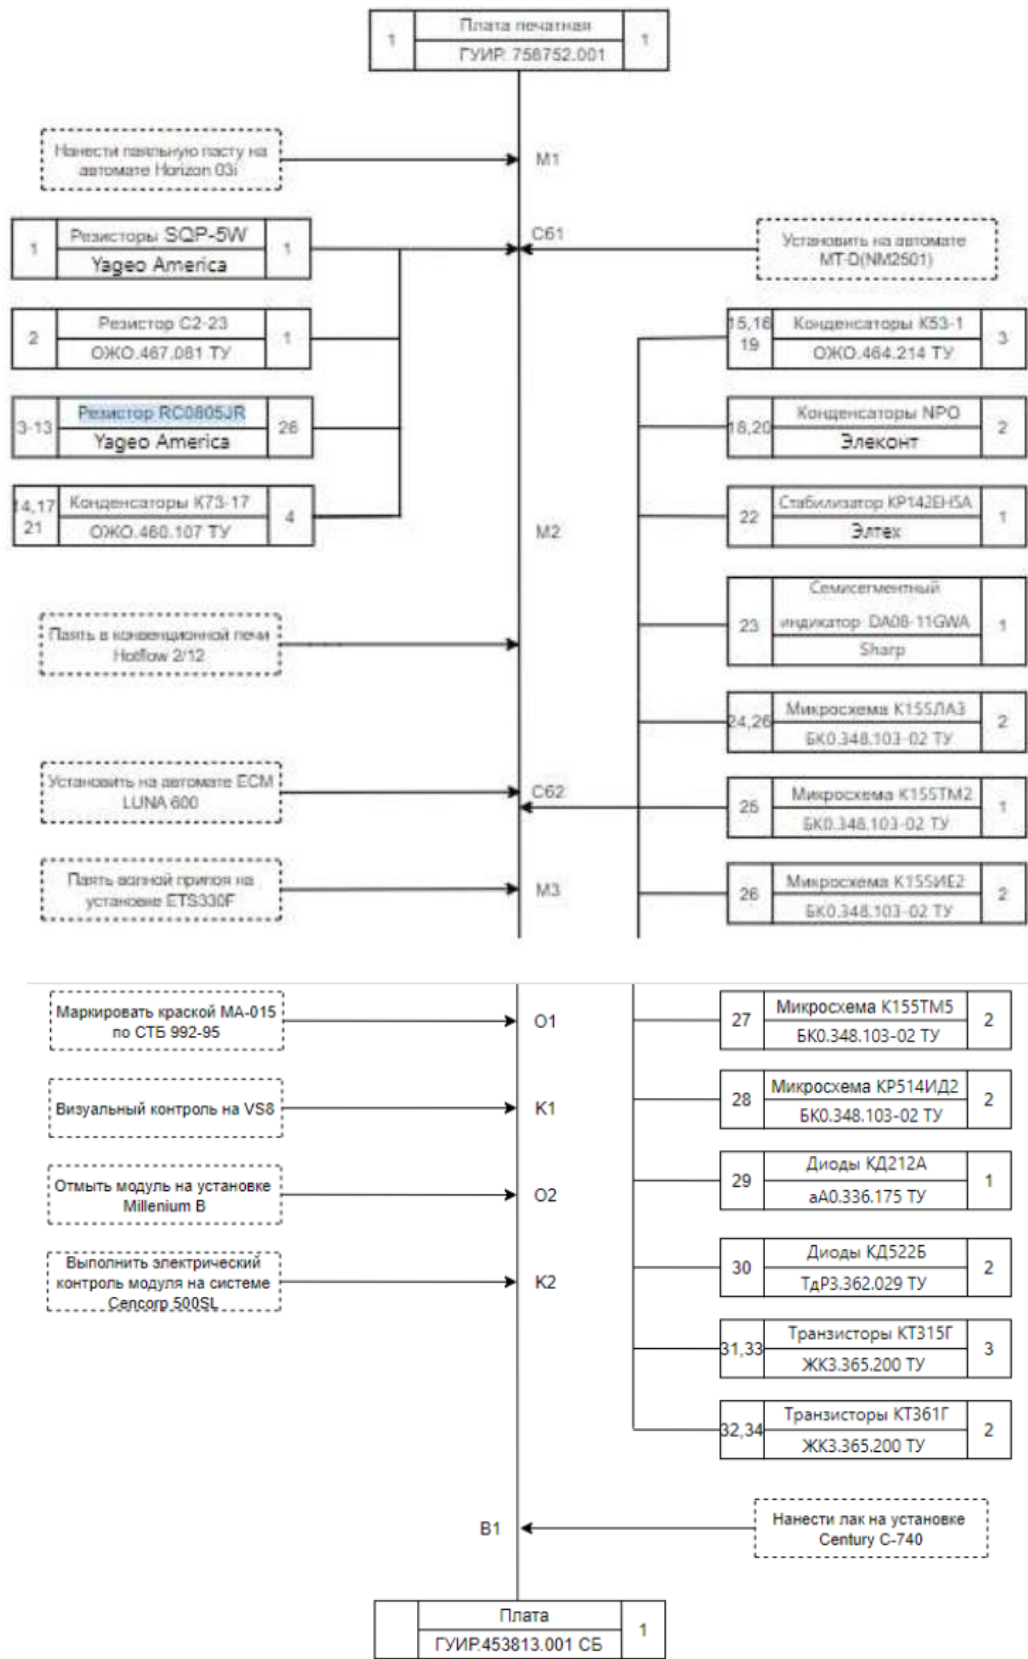 1
Плата печатная
ГУИР. 758752.001
1
Нанести паяльную пасту на
автомате Horizon 03i
М1
1
Резисторы SQP-5W
Yageo America
1
С61
Установить на автомате
MT-D(NM2501)
2
Резистор С2-23
ОЖО.467.081 ТУ
1
15,16
19
Конденсаторы К53-1
ОЖО.464.214 ТУ
3
3-13
Резистор RC0805JR
Yageo America
26
18,20
Конденсаторы NPO
Элеконт
2
14,17
21
Конденсаторы К73-17
ОЖО.460.107 ТУ
4
М2
22
Стабилизатор КР142ЕН5А
Элтех
1
Паять в конвенционной печи
Hotflow 2/12
23
Семисегментный
индикатор DA08-11GWA
Sharp
1
24,26
Микросхема К155ЛА3
БК0.348.103-02 ТУ
2
Установить на автомате ECM
LUNA 600
С62
25
Микросхема К155ТМ2
БК0.348.103-02 ТУ
1
Паять волной припоя на
установке ETS330F
М3
26
Микросхема К155ИЕ2
БК0.348.103-02 ТУ
2
Маркировать краской МА-015
по СТБ 992-95
О1
27
Микросхема К155ТМ5
БК0.348.103-02 ТУ
2
Визуальный контроль на VS8
К1
28
Микросхема КР514ИД2
БК0.348.103-02 ТУ
2
Отмыть модуль на установке
Millenium B
О2
29
Диоды КД212А
аА0.336.175 ТУ
1
Выполнить электрический
контроль модуля на системе
Cencorp 500SL
К2
30
Диоды КД522Б
ТдР3.362.029 ТУ
2
31,33
Транзисторы КТ315Г
ЖК3.365.200 ТУ
3
32,34
Транзисторы КТ361Г
ЖК3.365.200 ТУ
2
В1
Нанести лак на установке
Century C-740
Плата
ГУИР.453813.001 СБ
1